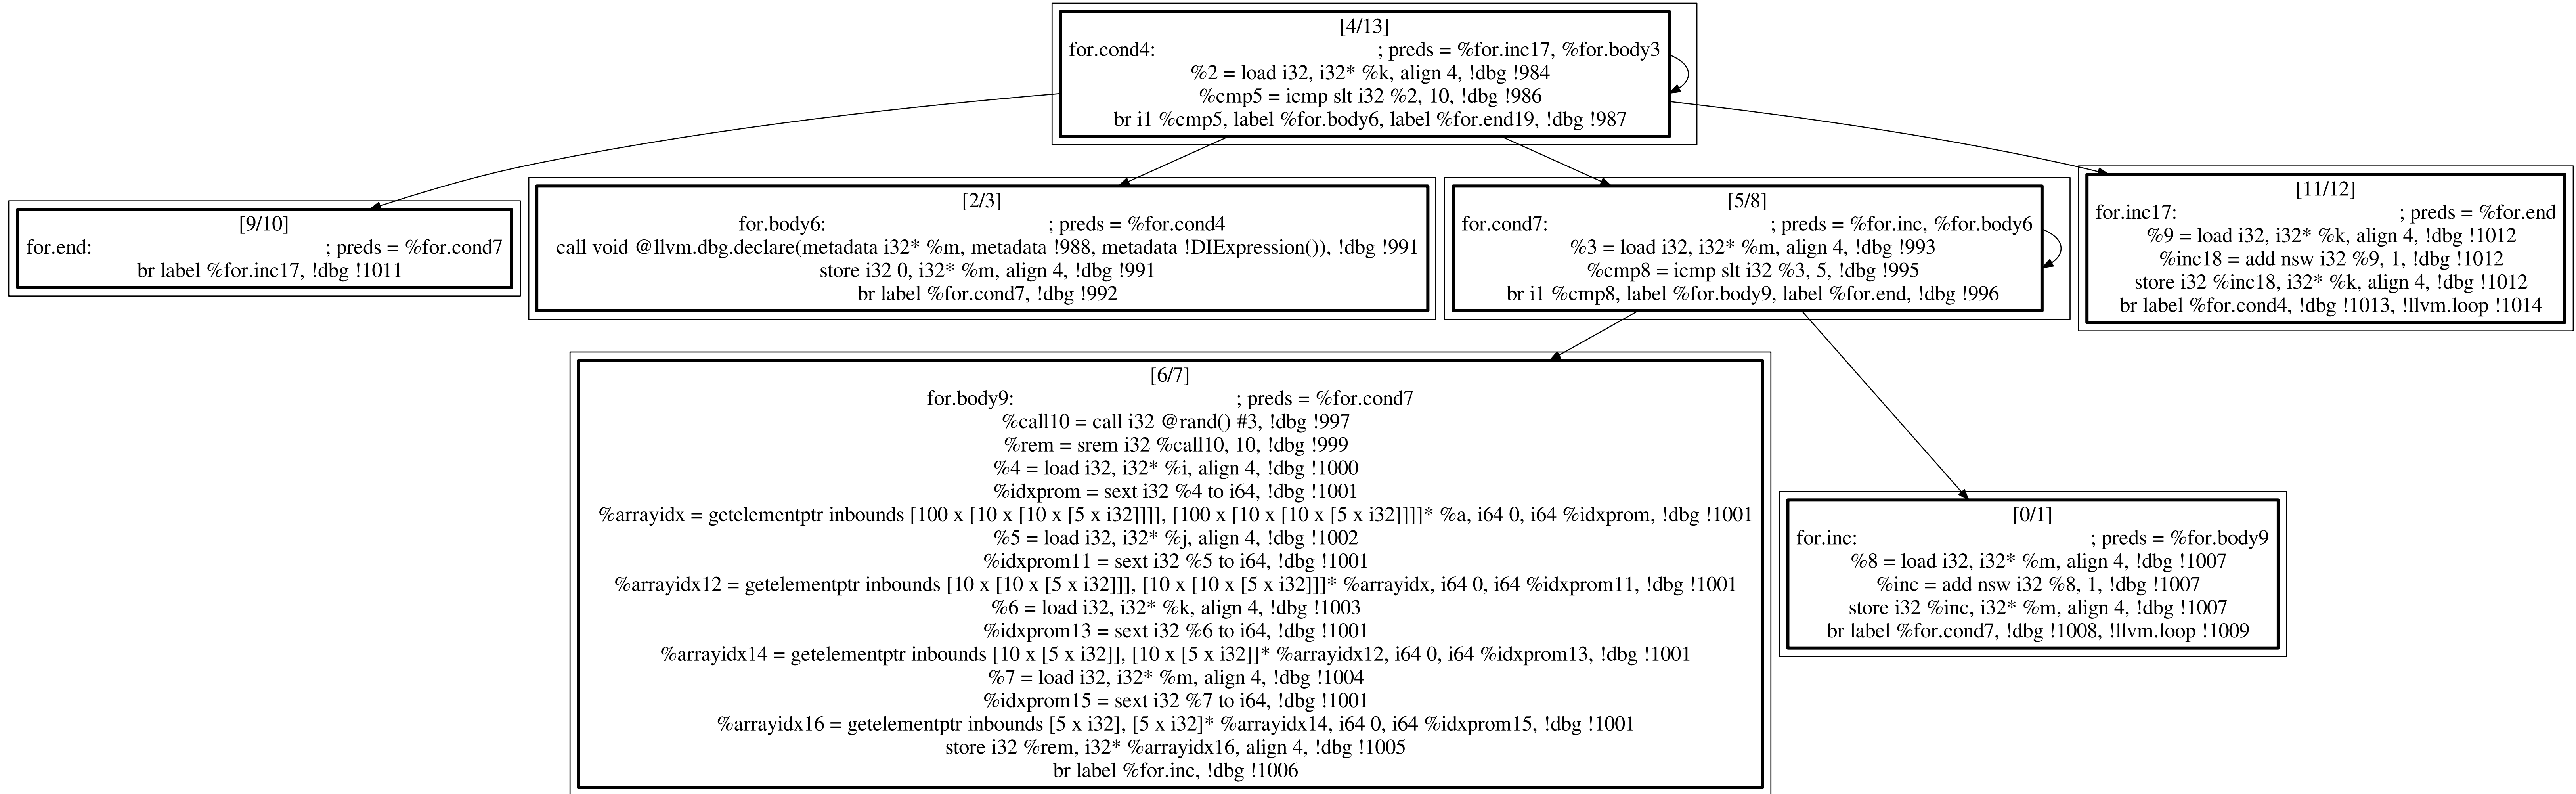 [4/13]
for.cond4: ; preds = %for.inc17, %for.body3
%2 = load i32, i32* %k, align 4, !dbg !984
%cmp5 = icmp slt i32 %2, 10, !dbg !986
br i1 %cmp5, label %for.body6, label %for.end19, !dbg !987
[9/10]
for.end: ; preds = %for.cond7
br label %for.inc17, !dbg !1011
[2/3]
for.body6: ; preds = %for.cond4
call void @llvm.dbg.declare(metadata i32* %m, metadata !988, metadata !DIExpression()), !dbg !991
store i32 0, i32* %m, align 4, !dbg !991
br label %for.cond7, !dbg !992
[5/8]
for.cond7: ; preds = %for.inc, %for.body6
%3 = load i32, i32* %m, align 4, !dbg !993
%cmp8 = icmp slt i32 %3, 5, !dbg !995
br i1 %cmp8, label %for.body9, label %for.end, !dbg !996
[11/12]
for.inc17: ; preds = %for.end
%9 = load i32, i32* %k, align 4, !dbg !1012
%inc18 = add nsw i32 %9, 1, !dbg !1012
store i32 %inc18, i32* %k, align 4, !dbg !1012
br label %for.cond4, !dbg !1013, !llvm.loop !1014
[6/7]
for.body9: ; preds = %for.cond7
%call10 = call i32 @rand() #3, !dbg !997
%rem = srem i32 %call10, 10, !dbg !999
%4 = load i32, i32* %i, align 4, !dbg !1000
%idxprom = sext i32 %4 to i64, !dbg !1001
%arrayidx = getelementptr inbounds [100 x [10 x [10 x [5 x i32]]]], [100 x [10 x [10 x [5 x i32]]]]* %a, i64 0, i64 %idxprom, !dbg !1001
%5 = load i32, i32* %j, align 4, !dbg !1002
%idxprom11 = sext i32 %5 to i64, !dbg !1001
%arrayidx12 = getelementptr inbounds [10 x [10 x [5 x i32]]], [10 x [10 x [5 x i32]]]* %arrayidx, i64 0, i64 %idxprom11, !dbg !1001
%6 = load i32, i32* %k, align 4, !dbg !1003
%idxprom13 = sext i32 %6 to i64, !dbg !1001
%arrayidx14 = getelementptr inbounds [10 x [5 x i32]], [10 x [5 x i32]]* %arrayidx12, i64 0, i64 %idxprom13, !dbg !1001
%7 = load i32, i32* %m, align 4, !dbg !1004
%idxprom15 = sext i32 %7 to i64, !dbg !1001
%arrayidx16 = getelementptr inbounds [5 x i32], [5 x i32]* %arrayidx14, i64 0, i64 %idxprom15, !dbg !1001
store i32 %rem, i32* %arrayidx16, align 4, !dbg !1005
br label %for.inc, !dbg !1006
[0/1]
for.inc: ; preds = %for.body9
%8 = load i32, i32* %m, align 4, !dbg !1007
%inc = add nsw i32 %8, 1, !dbg !1007
store i32 %inc, i32* %m, align 4, !dbg !1007
br label %for.cond7, !dbg !1008, !llvm.loop !1009